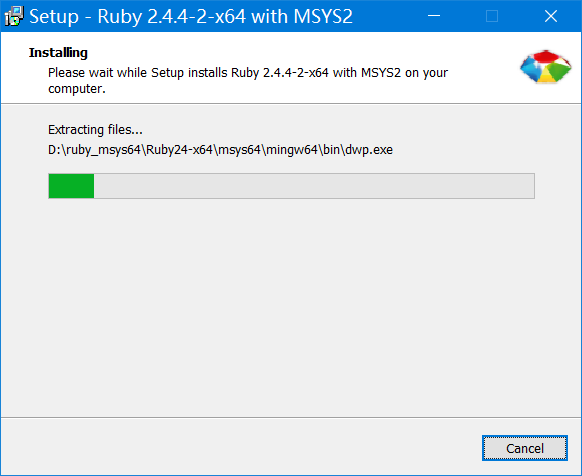 Setup - Ruby 2.4.4-2-x64 with MSYS2
Installing
Please wait while Setup installs Ruby 2.4.4-2-x64 with MSYS2 on your
computer.
Extracting files...
D:\ruby_msys64\Ruby24-x64\msys64\mingw64\bin\dwp.exe
Cancel